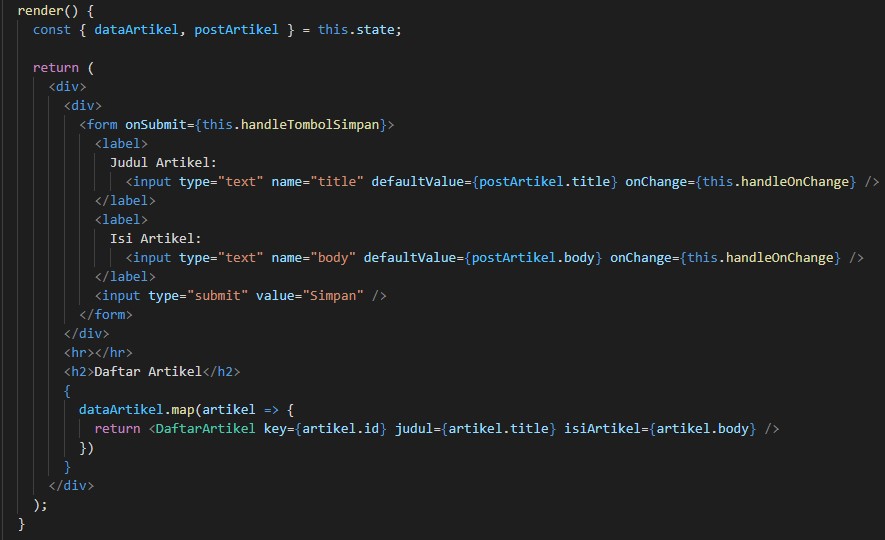 render() {
const { dataArtikel, postArtikel } = this.state;
return (
<div>
<div>
<form onSubmit={this.handleTombolSimpan}>
<label>
Judul Artikel:
<input type="text" name="title" defaultValue={postArtikel.title} onChange={this.handleOnChange} />
</label>
<label>
Isi Artikel:
<input type="text" name="body" defaultValue={postArtikel.body} onChange={this.handleOnChange} />
</label>
<input type="submit" value="Simpan" />
</form>
</div>
<hr></hr>
<h2>Daftar Artikel</h2>
{
dataArtikel.map(artikel => {
return <DaftarArtikel key={artikel.id} judul={artikel.title} isiArtikel={artikel.body} />
})
}
</div>
);
}